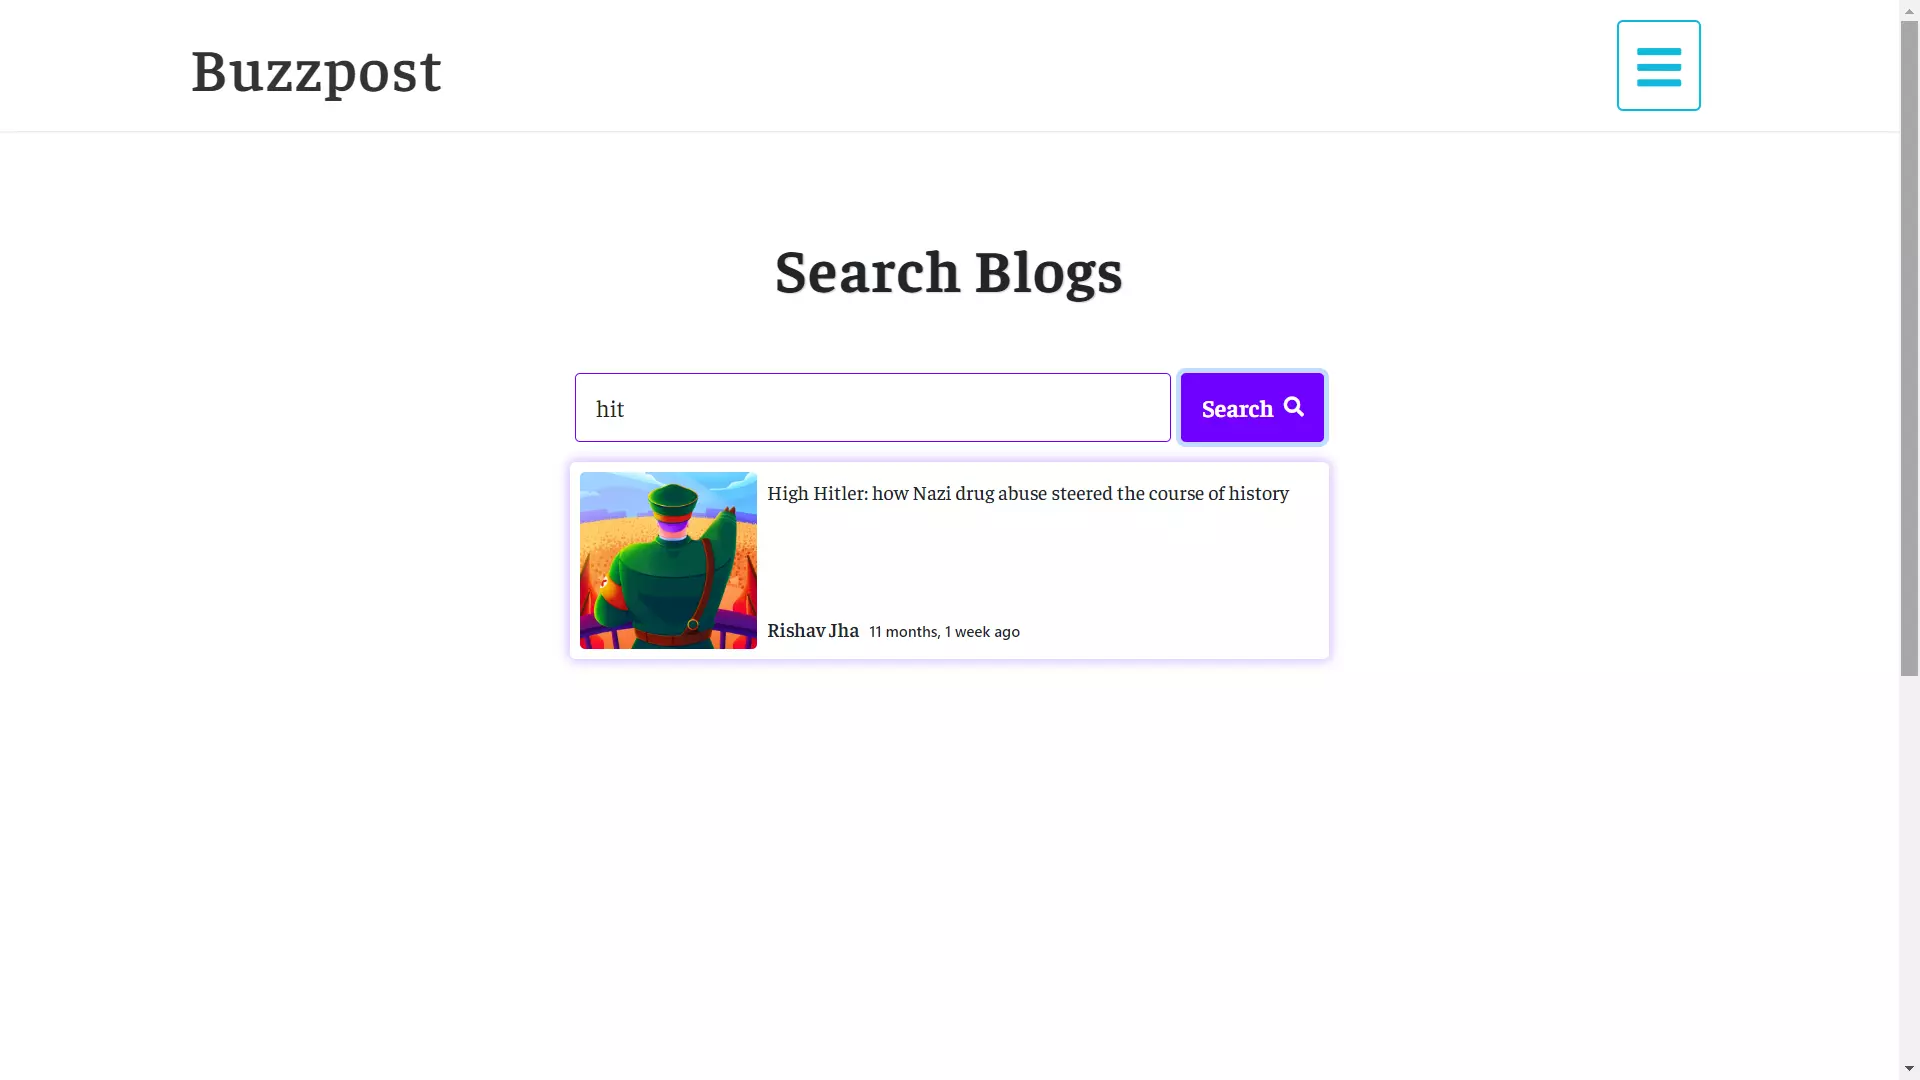 Buzzpost
Search Blogs
hit
Search
High Hitler: how Nazi drug abuse steered the course of history
Rishav Jha 11 months, 1 week ago